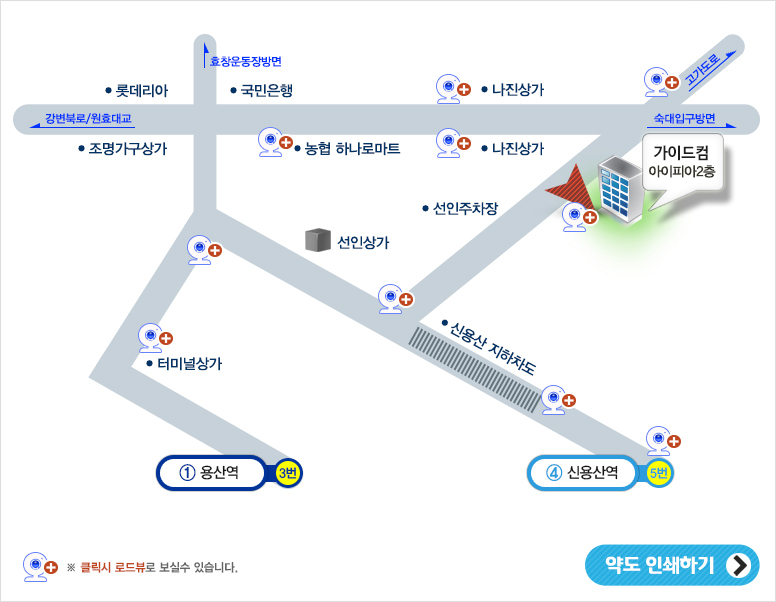 효창운동장방면
고가도로
롯데리아
국민은행
나진상가
강변북로/원효대교
숙대입구방면
조명가구상가
농협 하나로마트
나진상가
가이드컴
아이피아2층
선인주차장
선인상가
신용산 지하차도
터미널상가
① 용산역 3번
④ 신용산역 5번
※ 클릭시 로드뷰로 보실수 있습니다.
약도 인쇄하기